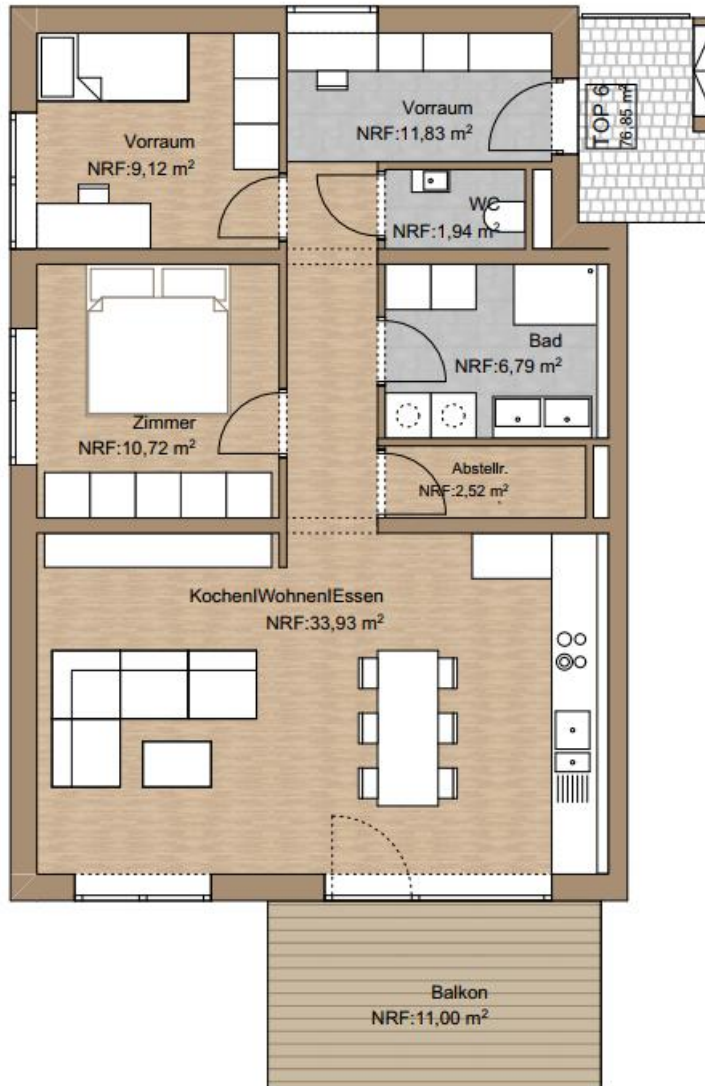 Vorraum
NRF:9,12 m²
Vorraum
NRF:11,83 m²
TOP 6
76,85 m²
WC
NRF:1,94 m²
Bad
NRF:6,79 m²
Zimmer
NRF:10,72 m²
Abstellr.
NRF:2,52 m²
KochenIWohnenIEssen
NRF:33,93 m²
Balkon
NRF:11,00 m²